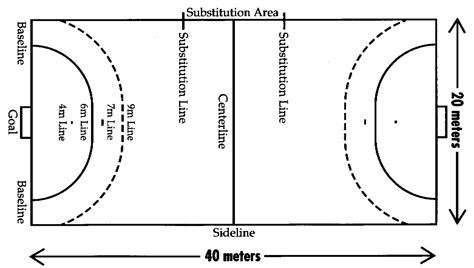 Substitution Area
Baseline
Goal
Baseline
4m Line
6m Line
7m Line
9m Line
Substitution Line
Centerline
Substitution Line
20 meters
Sideline
40 meters